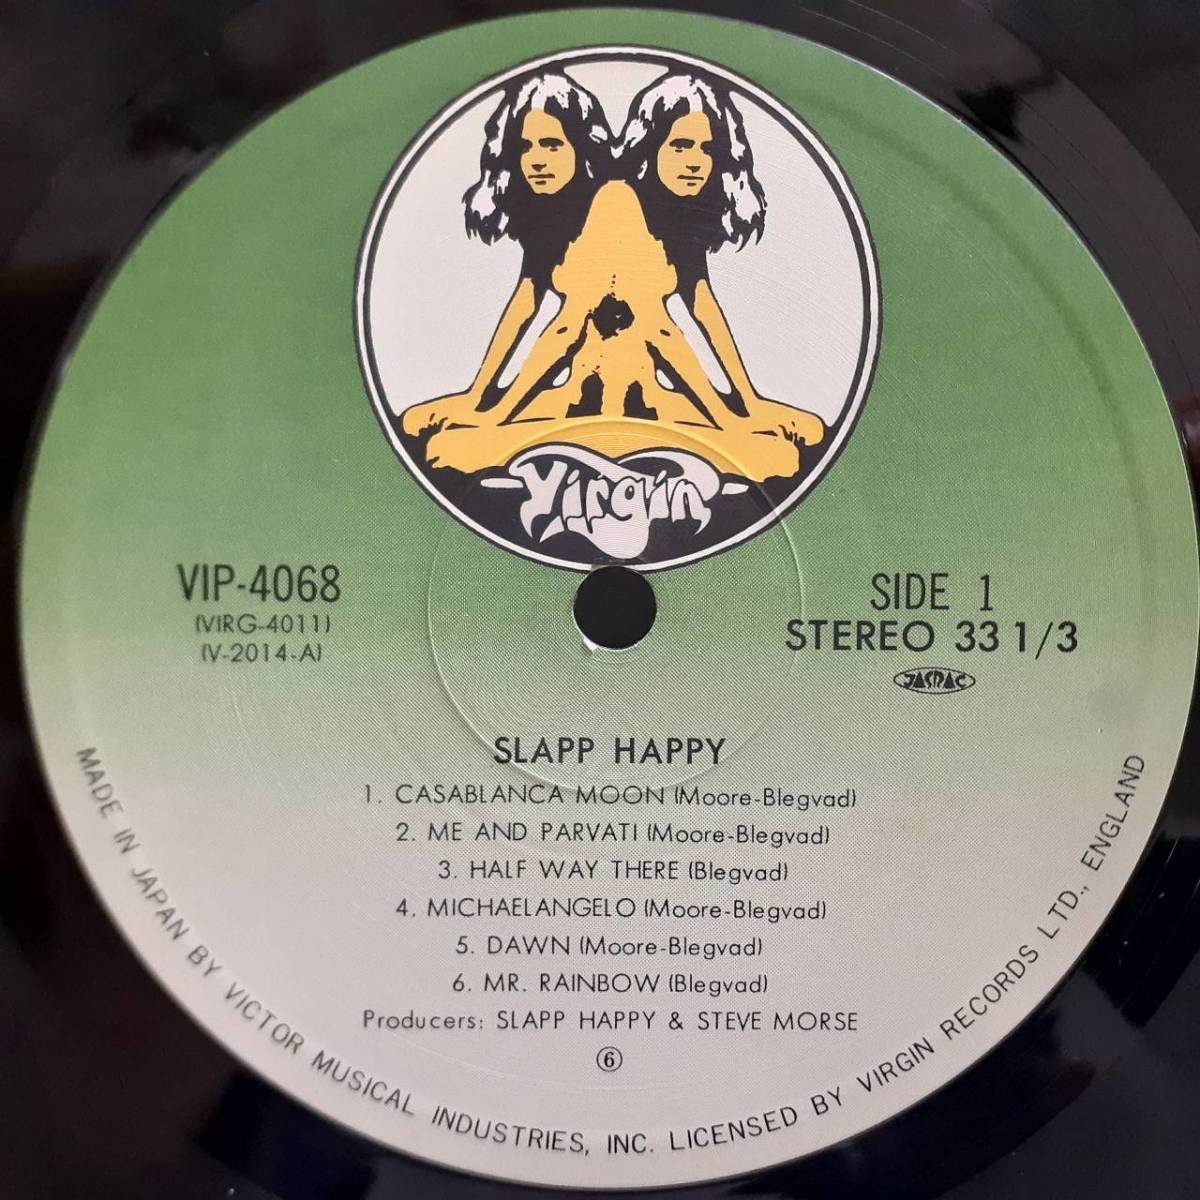 Virgin
VIP-4068
(VIRG-4011)
(V-2014-A)
SIDE 1
STEREO 33 1/3
JASRAC
SLAPP HAPPY
1. CASABLANCA MOON (Moore-Blegvad)
2. ME AND PARVATI (Moore-Blegvad)
3. HALF WAY THERE (Blegvad)
4. MICHAELANGELO (Moore-Blegvad)
5. DAWN (Moore-Blegvad)
6. MR. RAINBOW (Blegvad)
Producers: SLAPP HAPPY & STEVE MORSE
⑥
MADE IN JAPAN BY VICTOR MUSICAL INDUSTRIES, INC. LICENSED BY VIRGIN RECORDS LTD., ENGLAND